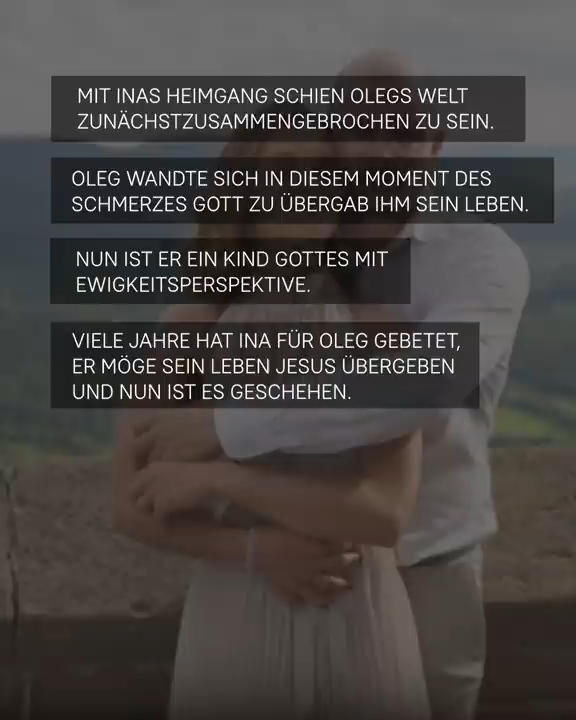 MIT INAS HEIMGANG SCHIEN OLEGS WELT
ZUNÄCHSTZUSAMMENGEBROCHEN ZU SEIN.
OLEG WANDTE SICH IN DIESEM MOMENT DES
SCHMERZES GOTT ZU ÜBERGAB IHM SEIN LEBEN.
NUN IST ER EIN KIND GOTTES MIT
EWIGKEITSPERSPEKTIVE.
VIELE JAHRE HAT INA FÜR OLEG GEBETET,
ER MÖGE SEIN LEBEN JESUS ÜBERGEBEN
UND NUN IST ES GESCHEHEN.